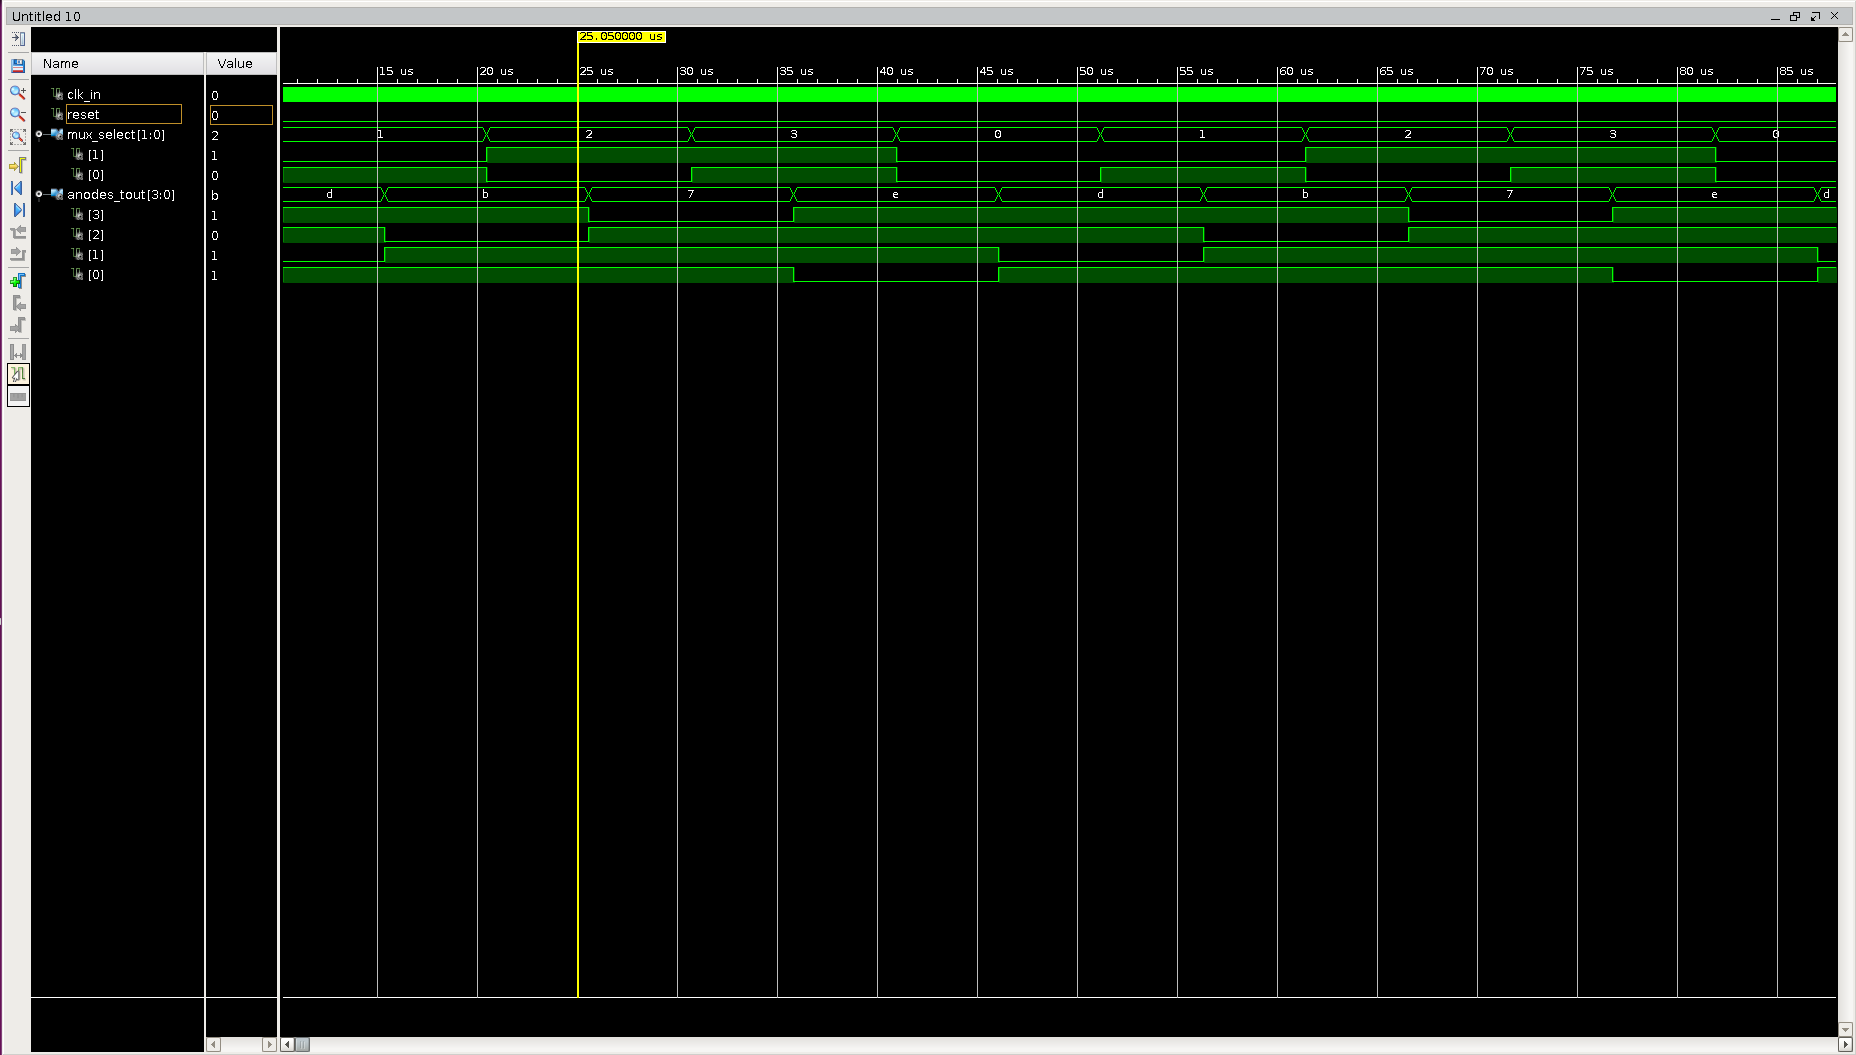 Untitled 10
25.050000 us
Name Value
15 us 20 us 25 us 30 us 35 us 40 us 45 us 50 us 55 us 60 us 65 us 70 us 75 us 80 us 85 us
clk_in 0
reset 0
mux_select[1:0] 2 1 2 3 0 1 2 3 0
[1] 1
[0] 0
anodes_tout[3:0] b d b 7 e d b 7 e d
[3] 1
[2] 0
[1] 1
[0] 1